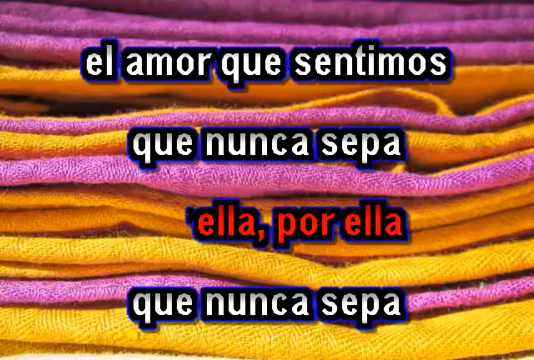 el amor que sentimos
que nunca sepa
ella, por ella
que nunca sepa